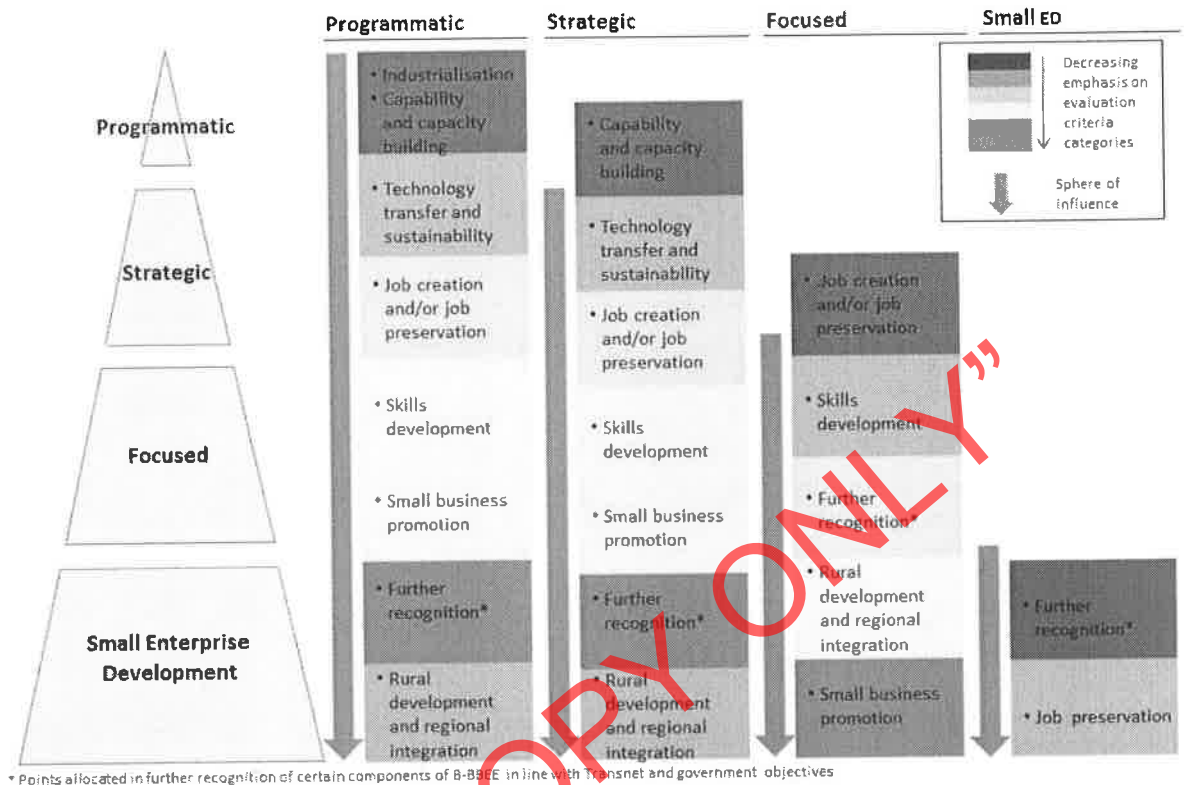 Programmatic
Strategic
Focused
Small ED
Decreasing
emphasis on
evaluation
criteria
categories
Sphere of
influence
Programmatic
Strategic
Focused
Small Enterprise
Development
• Industrialisation
• Capability
and capacity
building
• Technology
transfer and
sustainability
• Job creation
and/or job
preservation
• Skills
development
• Small business
promotion
• Further
recognition*
• Rural
development
and regional
integration
• Capability
and capacity
building
• Technology
transfer and
sustainability
• Job creation
and/or job
preservation
• Skills
development
• Small business
promotion
• Further
recognition*
• Rural
development
and regional
integration
• Job creation
and/or job
preservation
• Skills
development
• Further
recognition*
• Rural
development
and regional
integration
• Small business
promotion
• Further
recognition*
• Job preservation
* Points allocated in further recognition of certain components of B-BBEE in line with Transnet and government objectives
OPY ONLY”